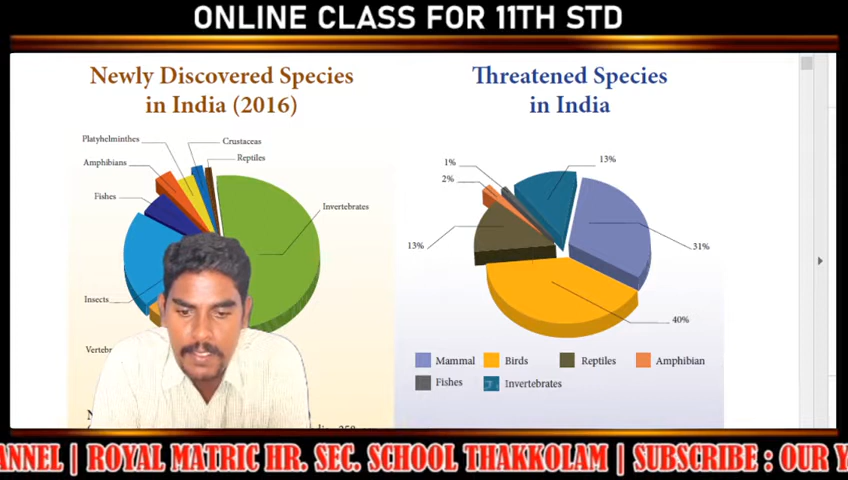 ONLINE CLASS FOR 11TH STD
Newly Discovered Species
in India (2016)
Platyhelminthes
Crustaceas
Amphibians
Reptiles
Fishes
Invertebrates
Insects
Threatened Species
in India
1%
13%
2%
13%
31%
40%
Mammal
Birds
Reptiles
Amphibian
Fishes
Invertebrates
ANNEL | ROYAL MATRIC HR. SEC. SCHOOL THAKKOLAM | SUBSCRIBE : OUR